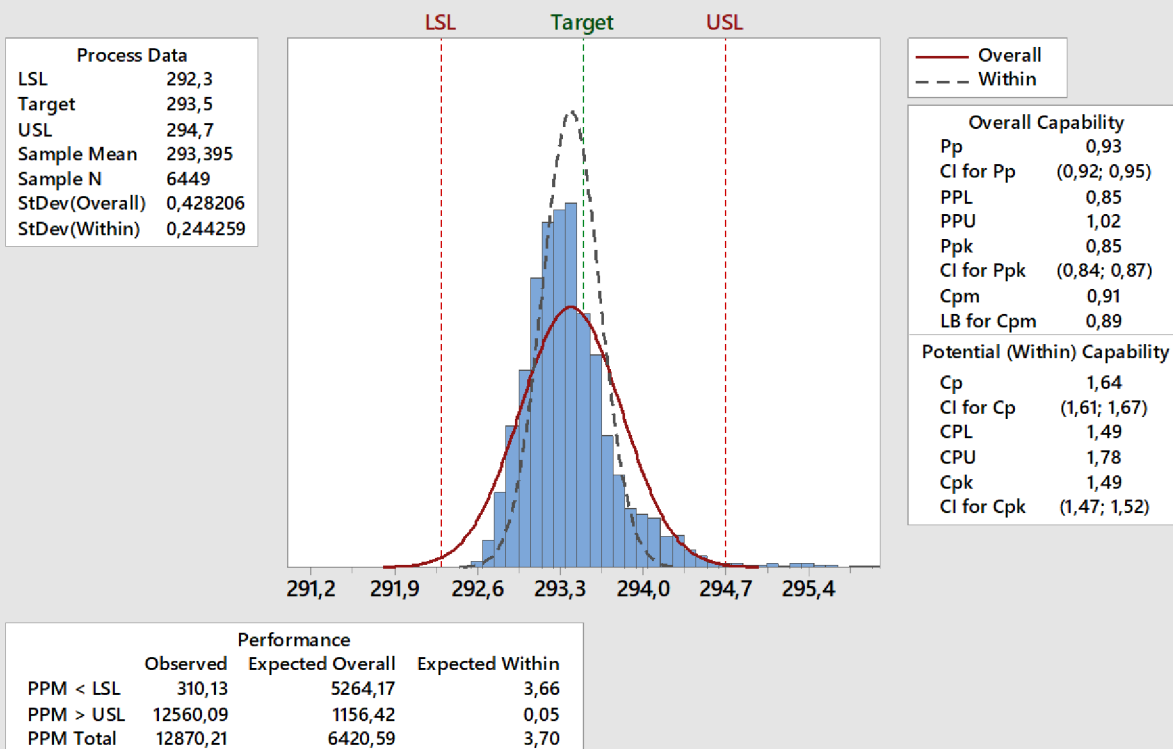 LSL Target USL
Process Data
LSL 292,3
Target 293,5
USL 294,7
Sample Mean 293,395
Sample N 6449
StDev(Overall) 0,428206
StDev(Within) 0,244259
Overall
Within
Overall Capability
Pp 0,93
CI for Pp (0,92; 0,95)
PPL 0,85
PPU 1,02
Ppk 0,85
CI for Ppk (0,84; 0,87)
Cpm 0,91
LB for Cpm 0,89
Potential (Within) Capability
Cp 1,64
CI for Cp (1,61; 1,67)
CPL 1,49
CPU 1,78
Cpk 1,49
CI for Cpk (1,47; 1,52)
291,2 291,9 292,6 293,3 294,0 294,7 295,4
Performance
Observed Expected Overall Expected Within
PPM < LSL 310,13 5264,17 3,66
PPM > USL 12560,09 1156,42 0,05
PPM Total 12870,21 6420,59 3,70